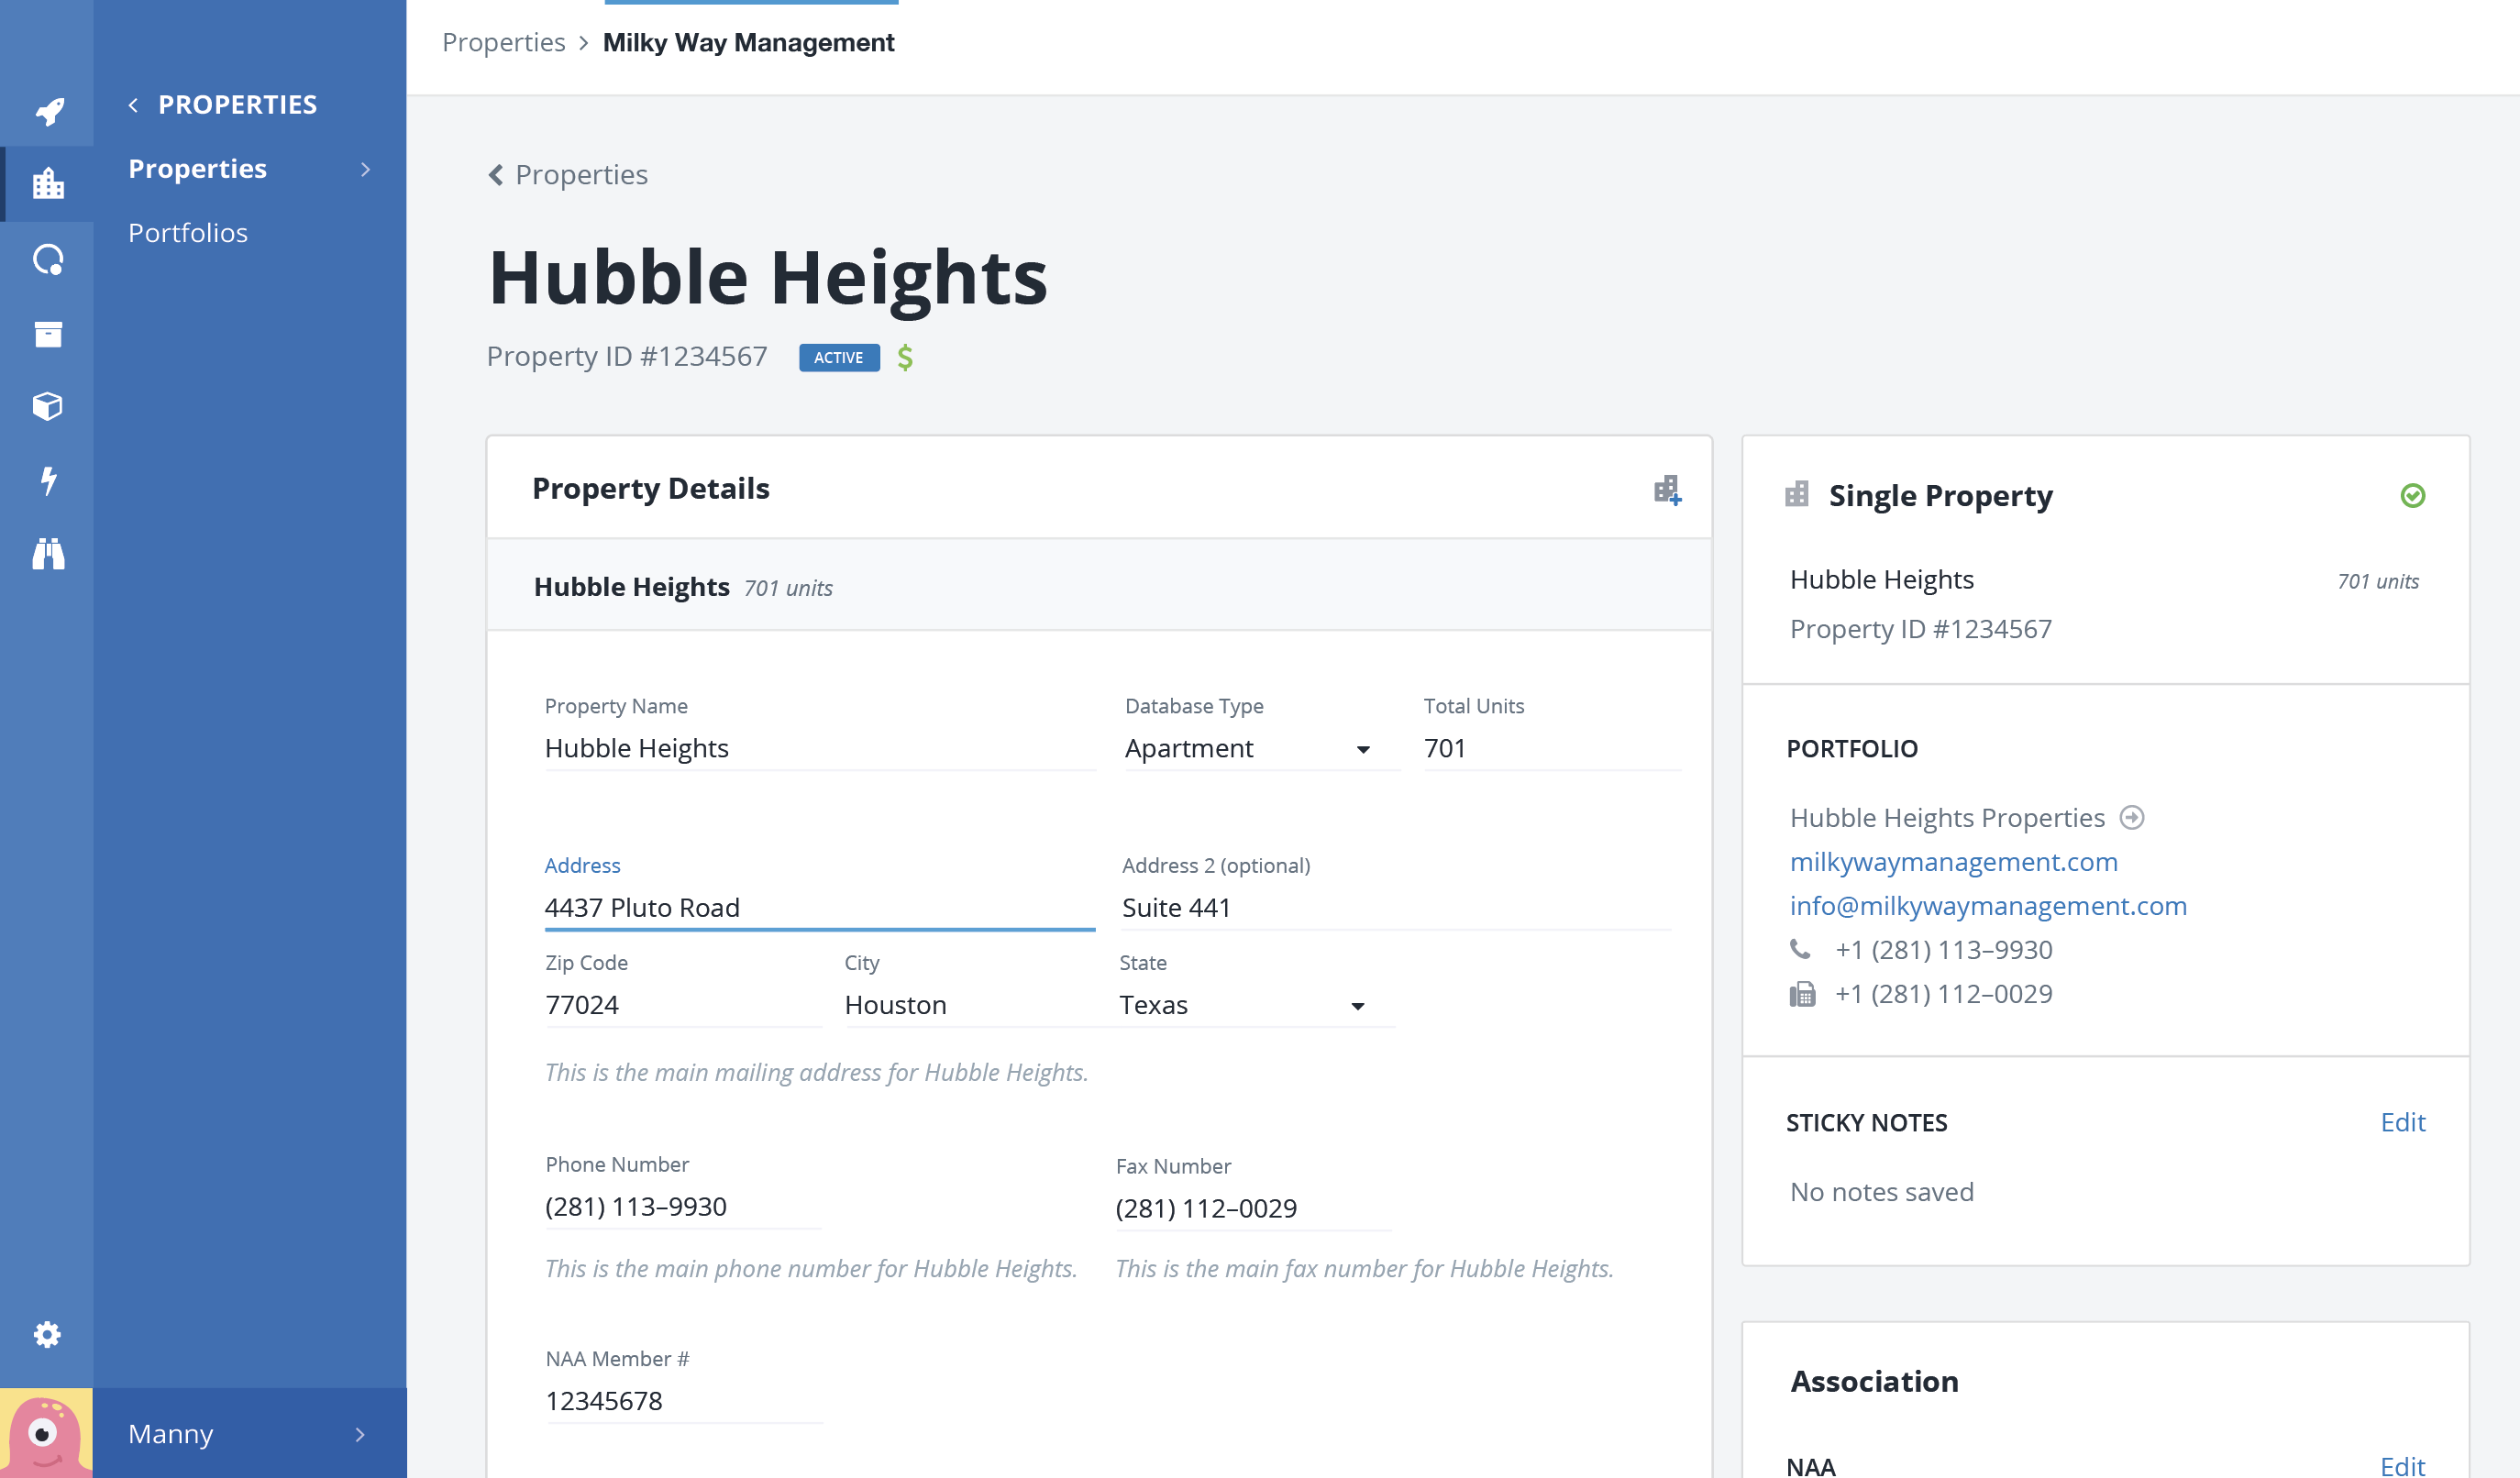 Properties > Milky Way Management
PROPERTIES
Properties
Portfolios
Manny
Properties
Hubble Heights
Property ID #1234567 ACTIVE $
Property Details
Hubble Heights 701 units
Property Name
Hubble Heights
Database Type
Apartment
Total Units
701
Address
4437 Pluto Road
Address 2 (optional)
Suite 441
Zip Code
77024
City
Houston
State
Texas
This is the main mailing address for Hubble Heights.
Phone Number
(281) 113–9930
This is the main phone number for Hubble Heights.
Fax Number
(281) 112–0029
This is the main fax number for Hubble Heights.
NAA Member #
12345678
Single Property
Hubble Heights 701 units
Property ID #1234567
PORTFOLIO
Hubble Heights Properties
milkywaymanagement.com
info@milkywaymanagement.com
+1 (281) 113–9930
+1 (281) 112–0029
STICKY NOTES Edit
No notes saved
Association
NAA Edit